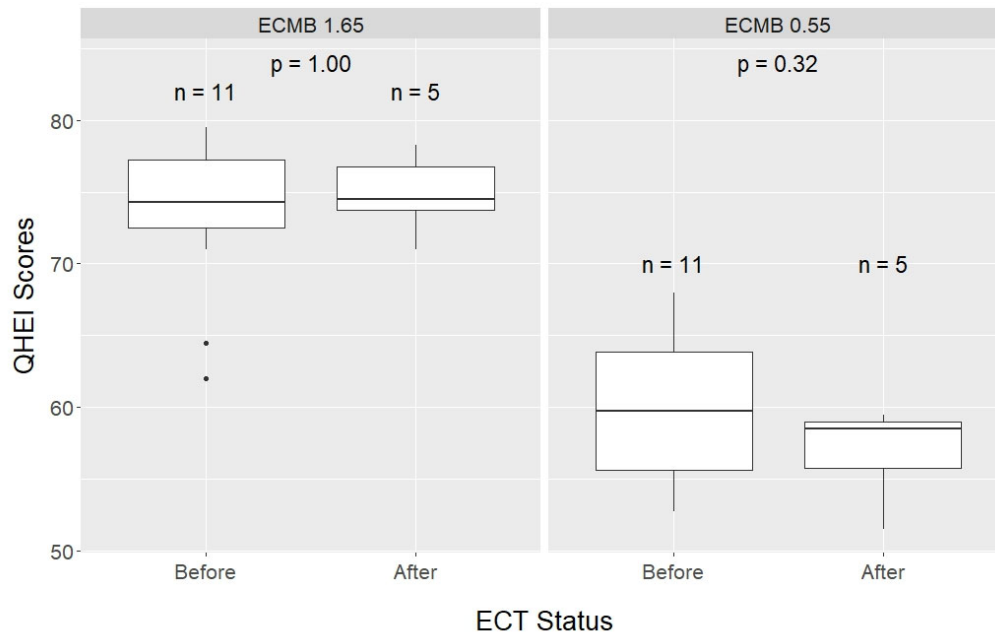 ECMB 1.65
ECMB 0.55
p = 1.00
p = 0.32
n = 11
n = 5
80
QHEI Scores
70
n = 11
n = 5
60
50
Before
After
Before
After
ECT Status